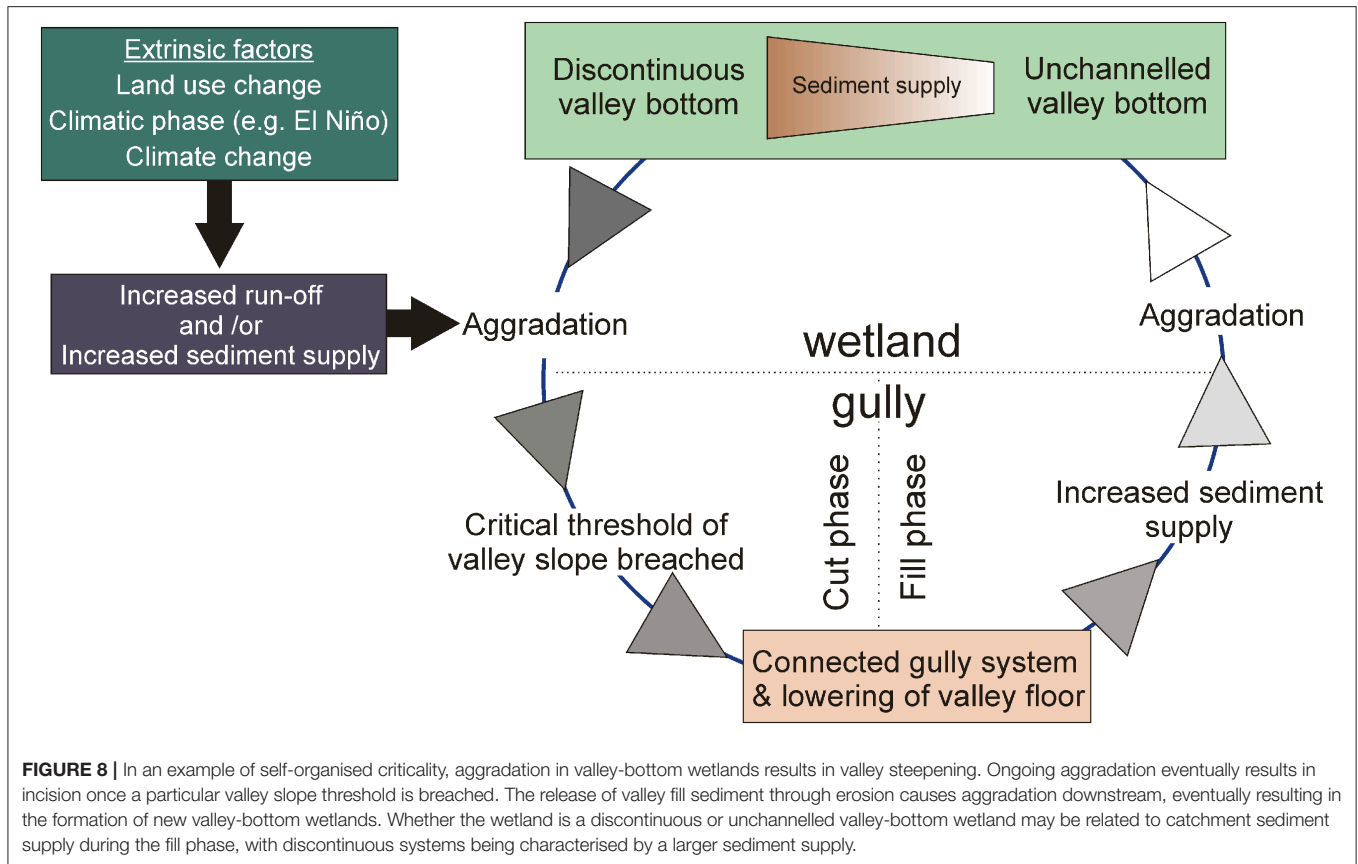 Extrinsic factors
Land use change
Climatic phase (e.g. El Niño)
Climate change
Increased run-off
and /or
Increased sediment supply
Discontinuous
valley bottom
Sediment supply
Unchannelled
valley bottom
Aggradation
Aggradation
wetland
gully
Cut phase
Fill phase
Critical threshold of
valley slope breached
Increased sediment
supply
Connected gully system
& lowering of valley floor
FIGURE 8 | In an example of self-organised criticality, aggradation in valley-bottom wetlands results in valley steepening. Ongoing aggradation eventually results in
incision once a particular valley slope threshold is breached. The release of valley fill sediment through erosion causes aggradation downstream, eventually resulting in
the formation of new valley-bottom wetlands. Whether the wetland is a discontinuous or unchannelled valley-bottom wetland may be related to catchment sediment
supply during the fill phase, with discontinuous systems being characterised by a larger sediment supply.